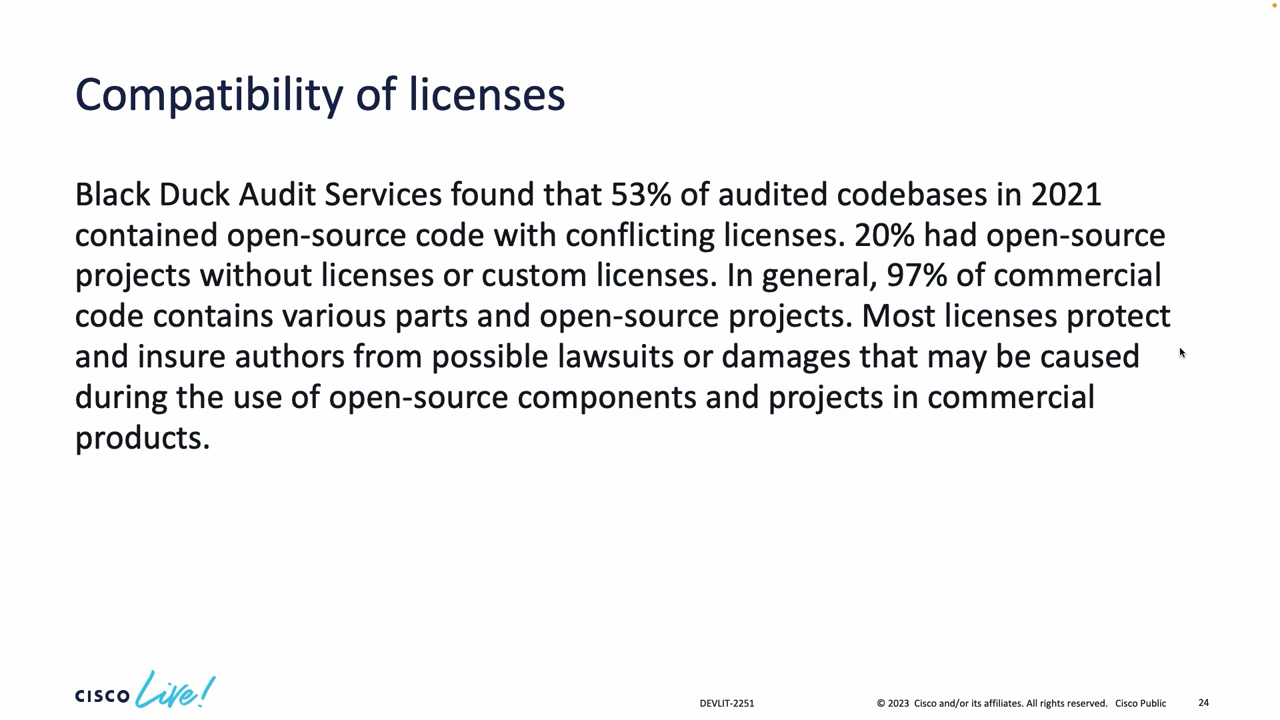 Compatibility of licenses
Black Duck Audit Services found that 53% of audited codebases in 2021
contained open-source code with conflicting licenses. 20% had open-source
projects without licenses or custom licenses. In general, 97% of commercial
code contains various parts and open-source projects. Most licenses protect
and insure authors from possible lawsuits or damages that may be caused
during the use of open-source components and projects in commercial
products.
CISCO Live!
DEVLIT-2251
© 2023 Cisco and/or its affiliates. All rights reserved. Cisco Public
24